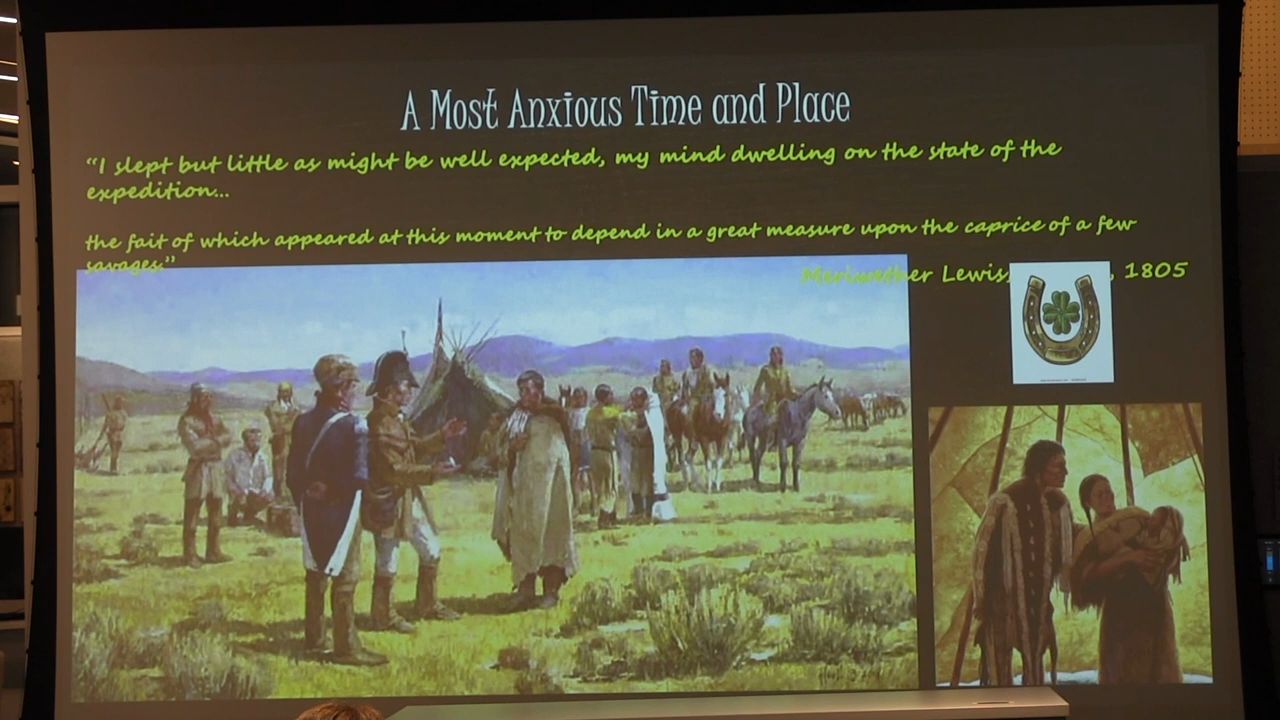 A Most Anxious Time and Place
“I slept but little as might be well expected, my mind dwelling on the state of the
expedition...
the fait of which appeared at this moment to depend in a great measure upon the caprice of a few
savages.”
Meriwether Lewis, , 1805